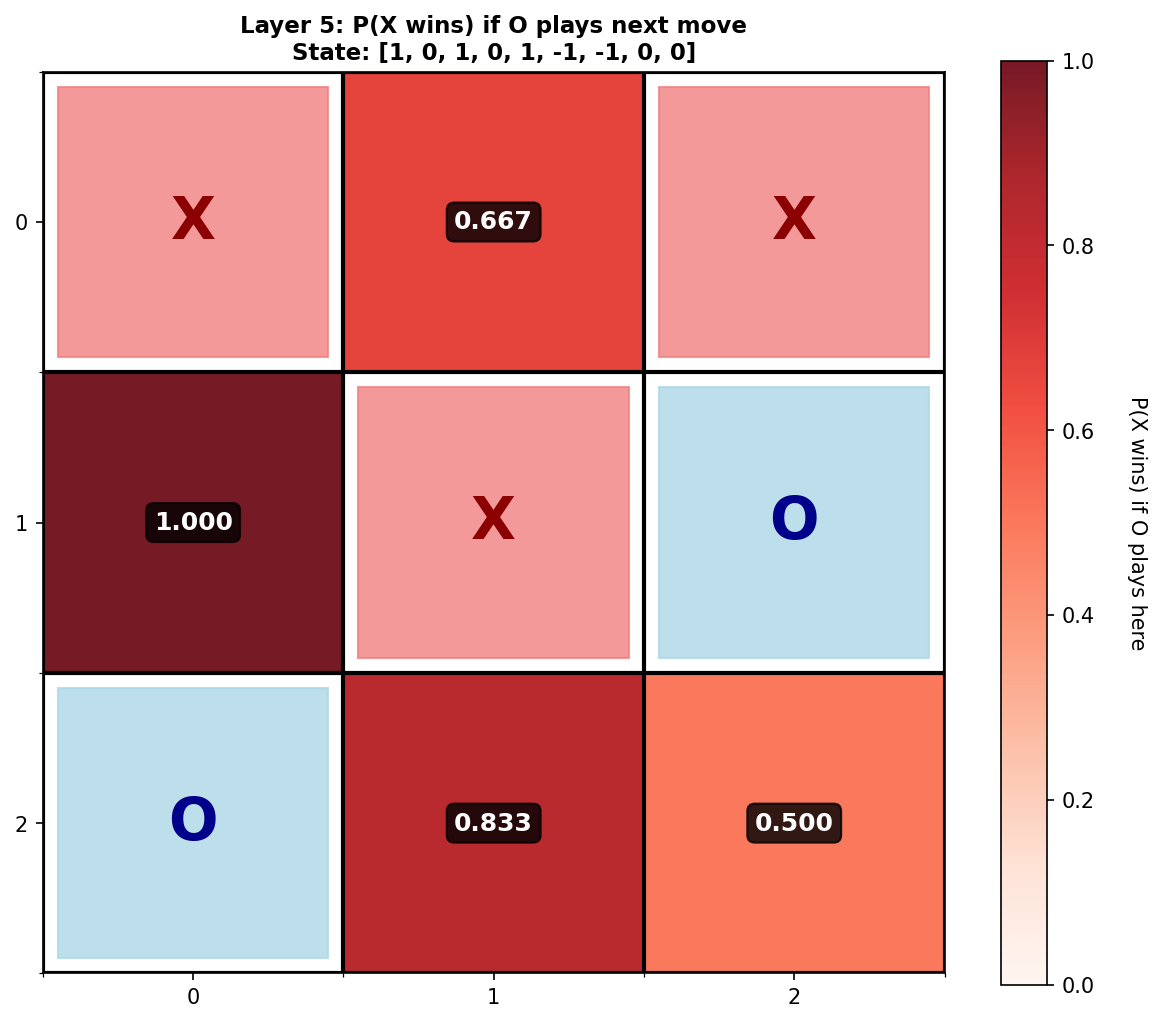 Layer 5: P(X wins) if O plays next move
State: [1, 0, 1, 0, 1, -1, -1, 0, 0]
0
X
0.667
X
1
1.000
X
O
2
O
0.833
0.500
0
1
2
1.0
0.8
0.6
0.4
0.2
0.0
P(X wins) if O plays here